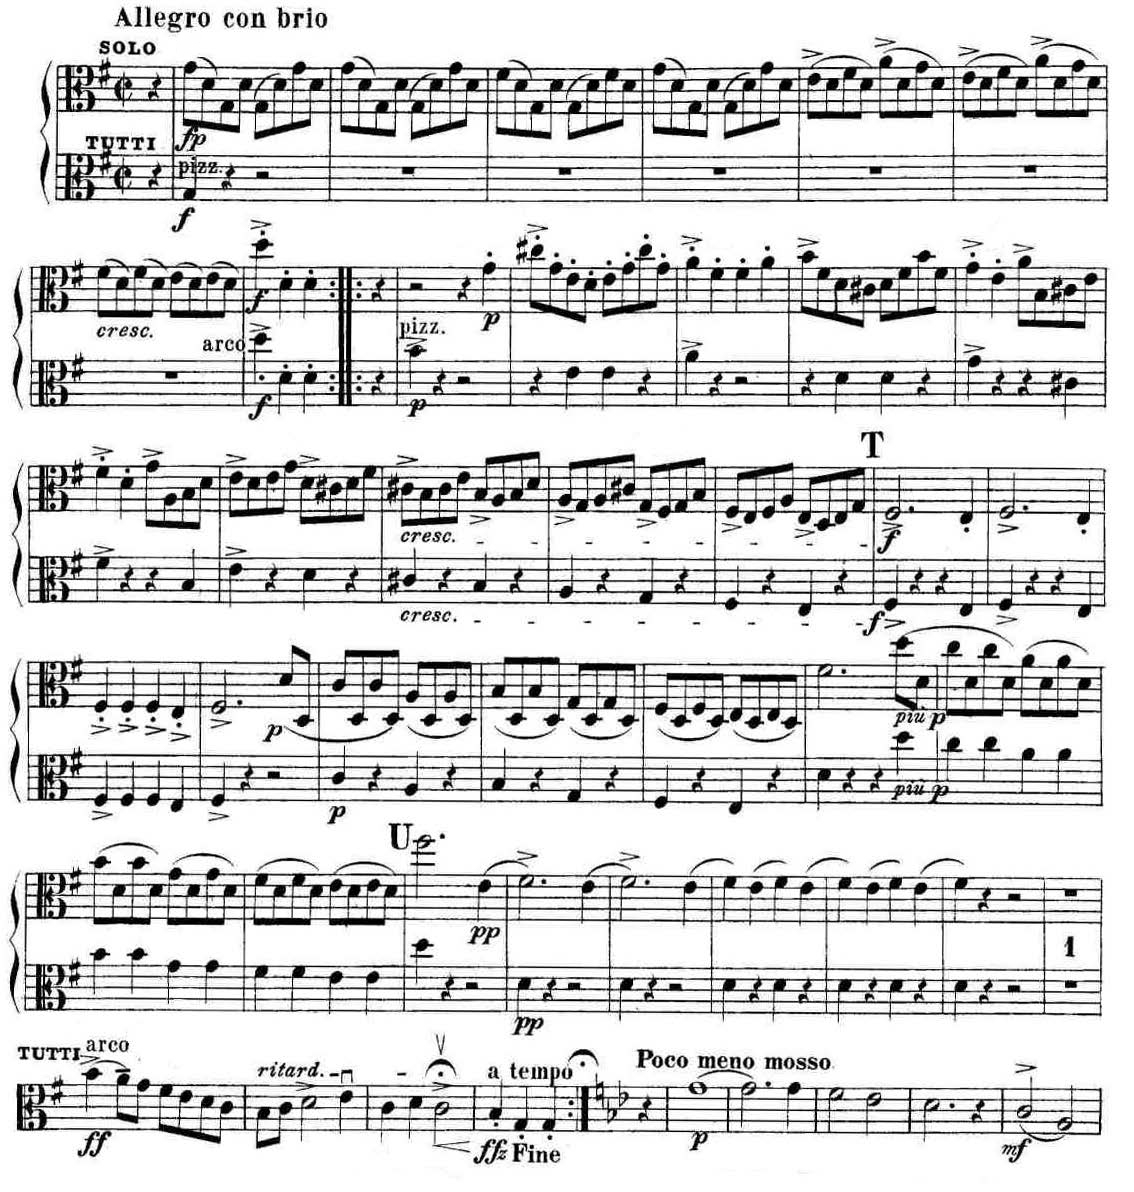 Allegro con brio
SOLO
fp
TUTTI
pizz.
f
cresc.
f
p
arco
pizz.
f
p
T
cresc.
f
cresc.
f
p
più p
p
più p
U
pp
1
pp
TUTTI arco
ritard.
a tempo
Poco meno mosso
ff
ffz Fine
p
mf